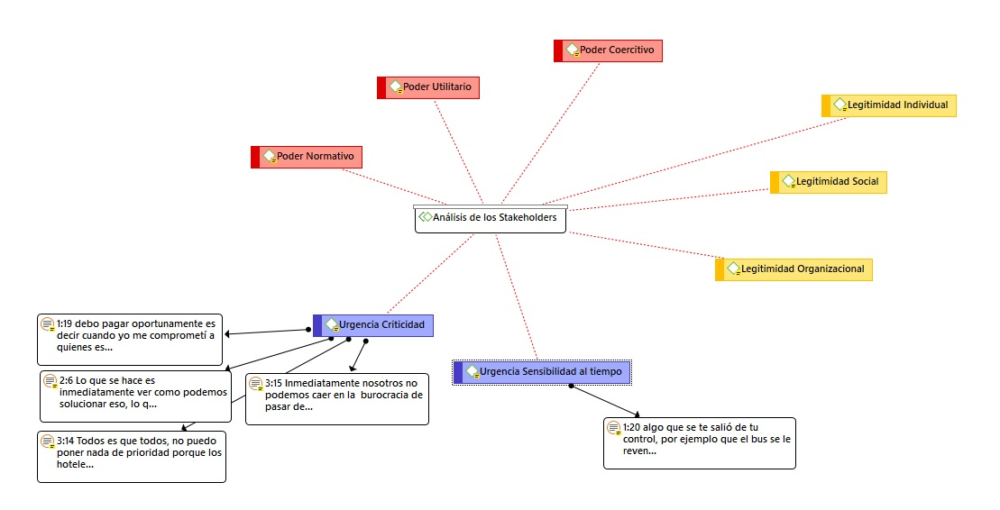 Poder Coercitivo
Poder Utilitario
Legitimidad Individual
Poder Normativo
Legitimidad Social
Análisis de los Stakeholders
Legitimidad Organizacional
Urgencia Criticidad
1:19 debo pagar oportunamente es
decir cuando yo me comprometí a
quienes es...
Urgencia Sensibilidad al tiempo
2:6 Lo que se hace es
inmediatamente ver como podemos
solucionar eso, lo q...
3:15 Inmediatamente nosotros no
podemos caer en la burocracia de
pasar de...
1:20 algo que se te salió de tu
control, por ejemplo que el bus se le
reven...
3:14 Todos es que todos, no puedo
poner nada de prioridad porque los
hotele...